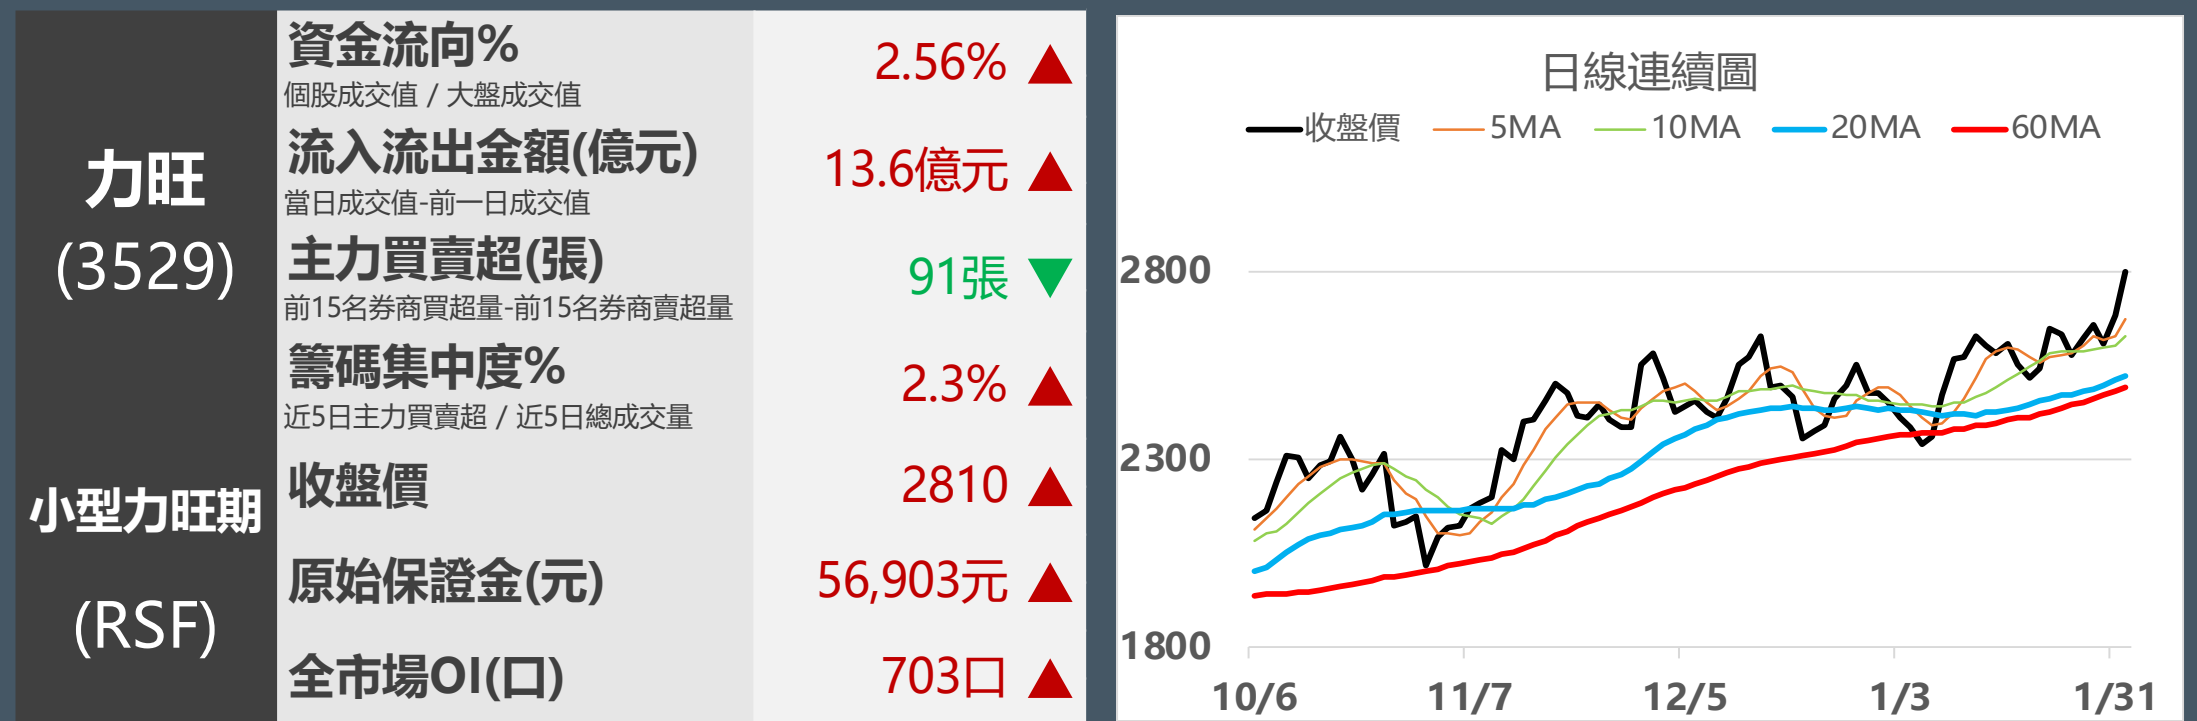 力旺
(3529)
小型力旺期
(RSF)
資金流向%
個股成交值 / 大盤成交值
2.56% ▲
流入流出金額(億元)
當日成交值-前一日成交值
13.6億元 ▲
主力買賣超(張)
前15名券商買超量-前15名券商賣超量
91張 ▼
籌碼集中度%
近5日主力買賣超 / 近5日總成交量
2.3% ▲
收盤價
2810 ▲
原始保證金(元)
56,903元 ▲
全市場OI(口)
703口 ▲
日線連續圖
收盤價 5MA 10MA 20MA 60MA
2800
2300
1800
10/6 11/7 12/5 1/3 1/31